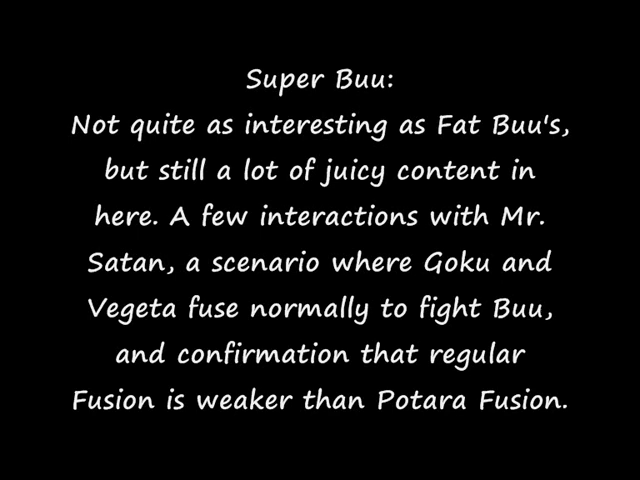 Super Buu:
Not quite as interesting as Fat Buu's,
but still a lot of juicy content in
here. A few interactions with Mr.
Satan, a scenario where Goku and
Vegeta fuse normally to fight Buu,
and confirmation that regular
Fusion is weaker than Potara Fusion.